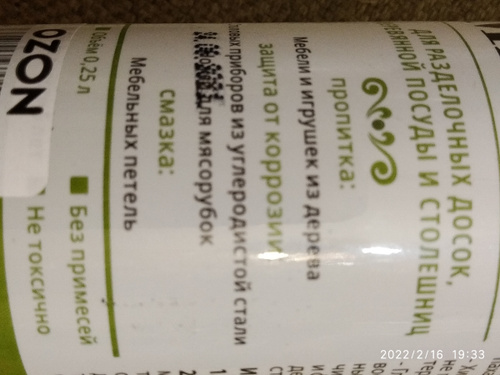 ДЛЯ РАЗДЕЛОЧНЫХ ДОСОК,
ДЕРЕВЯННОЙ ПОСУДЫ И СТОЛЕШНИЦ
пропитка:
Мебели и игрушек из дерева
защита от коррозии
приборов из углеродистой стали
для мясорубок
смазка:
Мебельных петель
Объём 0,25 л
Без примесей
Не токсично
OZON
2022/2/16 19:33